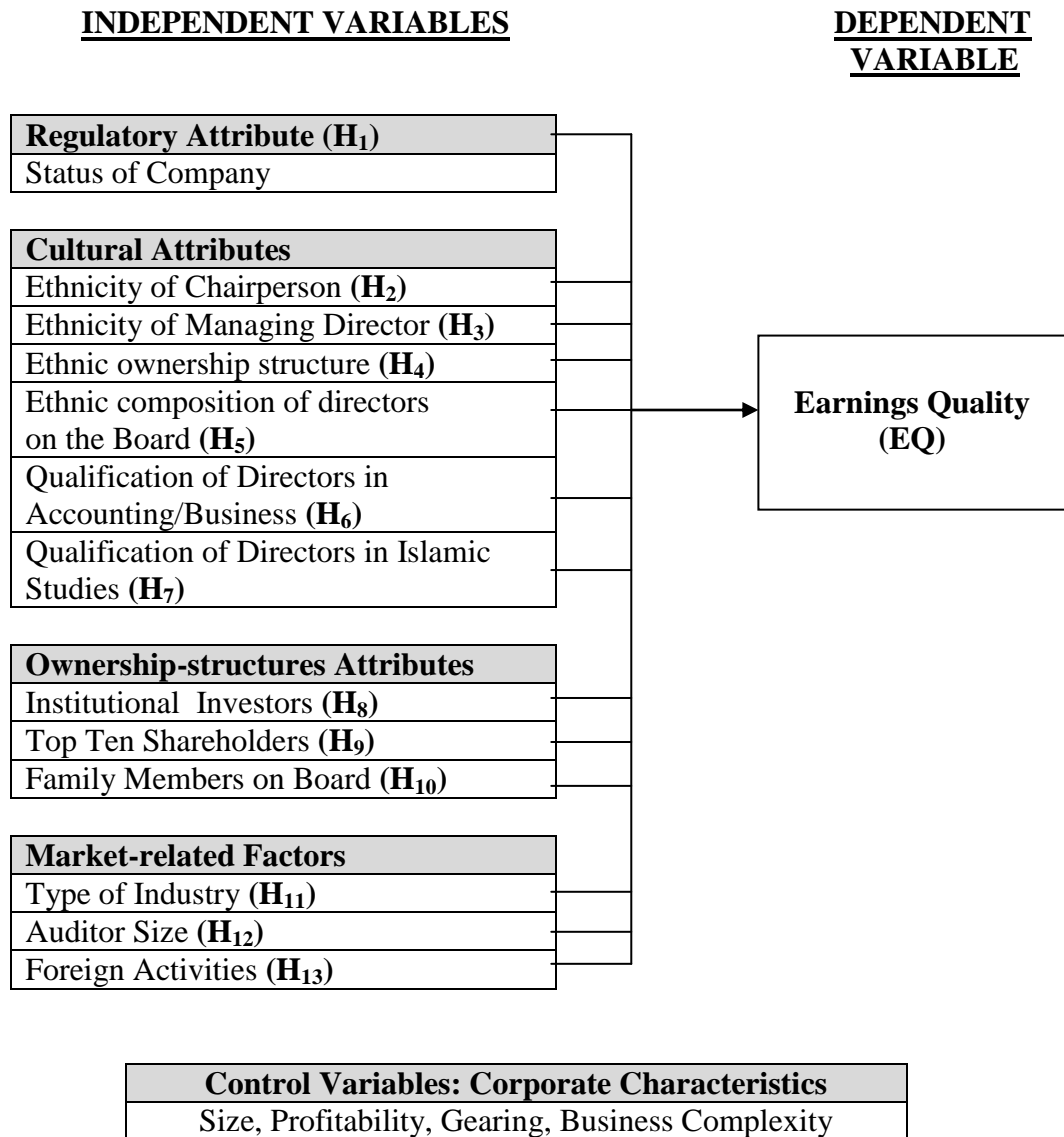 INDEPENDENT VARIABLES
DEPENDENT
VARIABLE
Regulatory Attribute (H₁)
Status of Company
Cultural Attributes
Ethnicity of Chairperson (H₂)
Ethnicity of Managing Director (H₃)
Ethnic ownership structure (H₄)
Ethnic composition of directors
on the Board (H₅)
Qualification of Directors in
Accounting/Business (H₆)
Qualification of Directors in Islamic
Studies (H₇)
Ownership-structures Attributes
Institutional Investors (H₈)
Top Ten Shareholders (H₉)
Family Members on Board (H₁₀)
Market-related Factors
Type of Industry (H₁₁)
Auditor Size (H₁₂)
Foreign Activities (H₁₃)
Earnings Quality
(EQ)
Control Variables: Corporate Characteristics
Size, Profitability, Gearing, Business Complexity